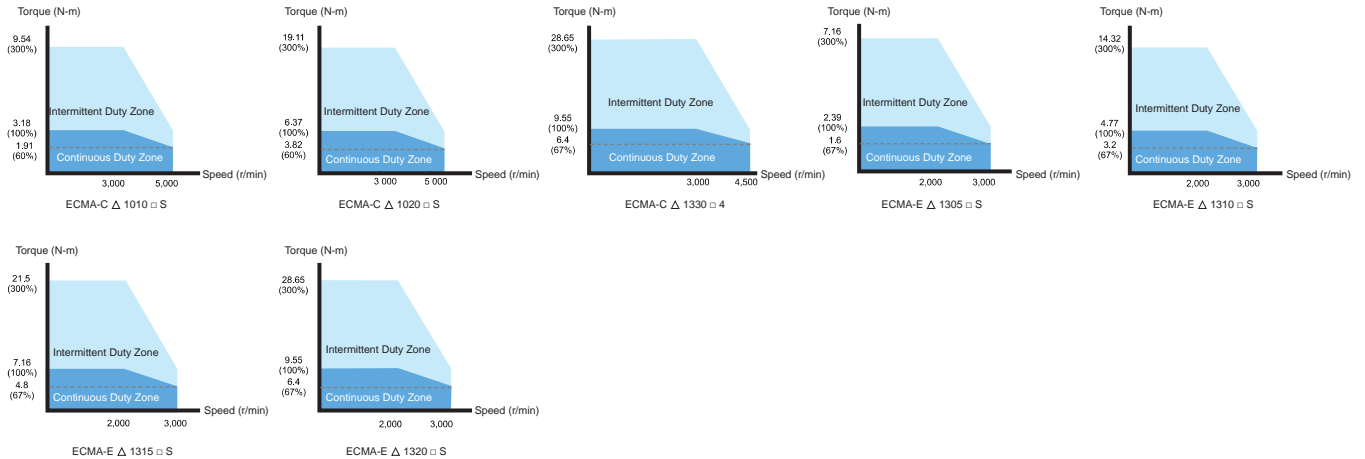 Torque (N-m)
9.54
(300%)
Intermittent Duty Zone
3.18
(100%)
1.91
(60%)
Continuous Duty Zone
Speed (r/min)
3,000
5,000
ECMA-C △ 1010 □ S
Torque (N-m)
19.11
(300%)
Intermittent Duty Zone
6.37
(100%)
3.82
(60%)
Continuous Duty Zone
Speed (r/min)
3 000
5 000
ECMA-C △ 1020 □ S
Torque (N-m)
28.65
(300%)
Intermittent Duty Zone
9.55
(100%)
6.4
(67%)
Continuous Duty Zone
Speed (r/min)
3,000
4,500
ECMA-C △ 1330 □ 4
Torque (N-m)
7.16
(300%)
Intermittent Duty Zone
2.39
(100%)
1.6
(67%)
Continuous Duty Zone
Speed (r/min)
2,000
3,000
ECMA-E △ 1305 □ S
Torque (N-m)
14.32
(300%)
Intermittent Duty Zone
4.77
(100%)
3.2
(67%)
Continuous Duty Zone
Speed (r/min)
2,000
3,000
ECMA-E △ 1310 □ S
Torque (N-m)
21.5
(300%)
Intermittent Duty Zone
7.16
(100%)
4.8
(67%)
Continuous Duty Zone
Speed (r/min)
2,000
3,000
ECMA-E △ 1315 □ S
Torque (N-m)
28.65
(300%)
Intermittent Duty Zone
9.55
(100%)
6.4
(67%)
Continuous Duty Zone
Speed (r/min)
2,000
3,000
ECMA-E △ 1320 □ S